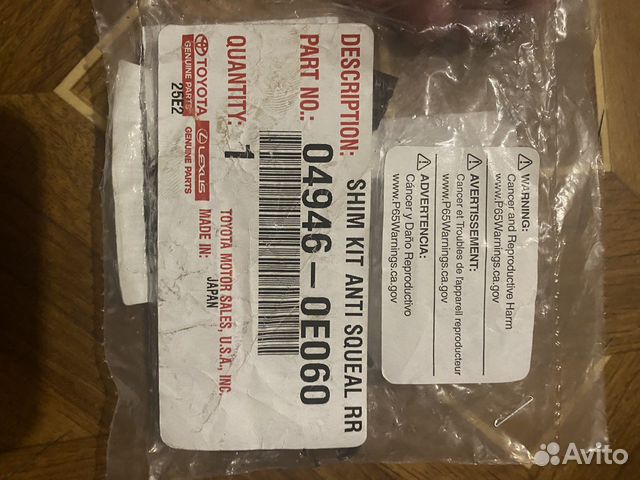 DESCRIPTION: SHIM KIT ANTI SQUEAL RR
PART NO.: 04946-0E060
QUANTITY: 1
TOYOTA
GENUINE PARTS
25E2
LEXUS
GENUINE PARTS
TOYOTA MOTOR SALES, U.S.A., INC.
MADE IN: JAPAN
WARNING:
Cancer and Reproductive Harm
www.P65Warnings.ca.gov
AVERTISSEMENT:
Cancer et Troubles de l'appareil reproducteur
www.P65Warnings.ca.gov
ADVERTENCIA:
Cáncer y Daño Reproductivo
www.P65Warnings.ca.gov
Avito